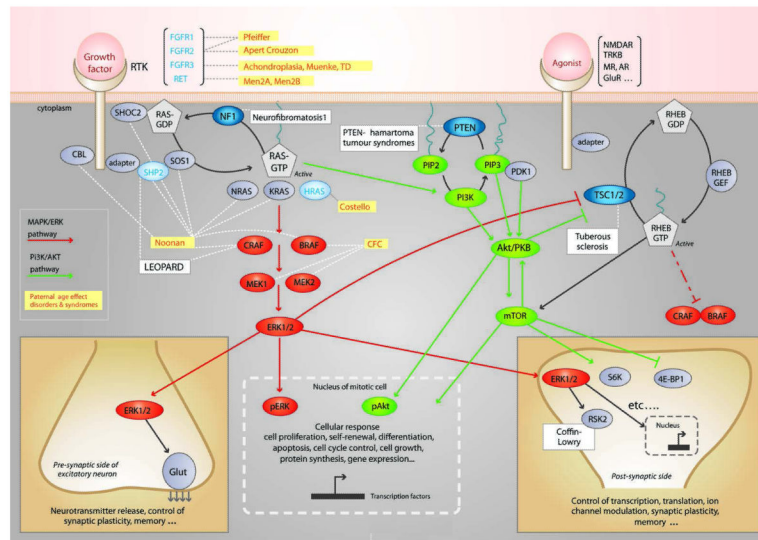 Growth
factor
RTK
FGFR1
FGFR2
FGFR3
RET
Pfeiffer
Apert Crouzon
Achondroplasia, Muenke, TD
Men2A, Men2B
Agonist
NMDAR
TRKB
MR, AR
GluR ...
cytoplasm
SHOC2
RAS-
GDP
NF1
Neurofibromatosis1
CBL
adapter
SHP2
SOS1
RAS-
GTP
Active
NRAS
KRAS
HRAS
Costello
PTEN- hamartoma
tumour syndromes
PTEN
PIP2
PIP3
PDK1
PI3K
adapter
RHEB
GDP
RHEB
GEF
TSC1/2
RHEB
GTP
Active
Tuberous
sclerosis
MAPK/ERK
pathway
Pi3K/AKT
pathway
Paternal age effect
disorders & syndromes
Noonan
LEOPARD
CRAF
BRAF
CFC
MEK1
MEK2
ERK1/2
Akt/PKB
mTOR
CRAF
BRAF
ERK1/2
Pre-synaptic side of
excitatory neuron
Glut
Neurotransmitter release, control of
synaptic plasticity, memory ...
Nucleus of mitotic cell
pERK
pAkt
Cellular response
cell proliferation, self-renewal, differentiation,
apoptosis, cell cycle control, cell growth,
protein synthesis, gene expression...
Transcription factors
ERK1/2
S6K
4E-BP1
etc....
RSK2
Coffin-
Lowry
Nucleus
Post-synaptic side
Control of transcription, translation, ion
channel modulation, synaptic plasticity,
memory ...